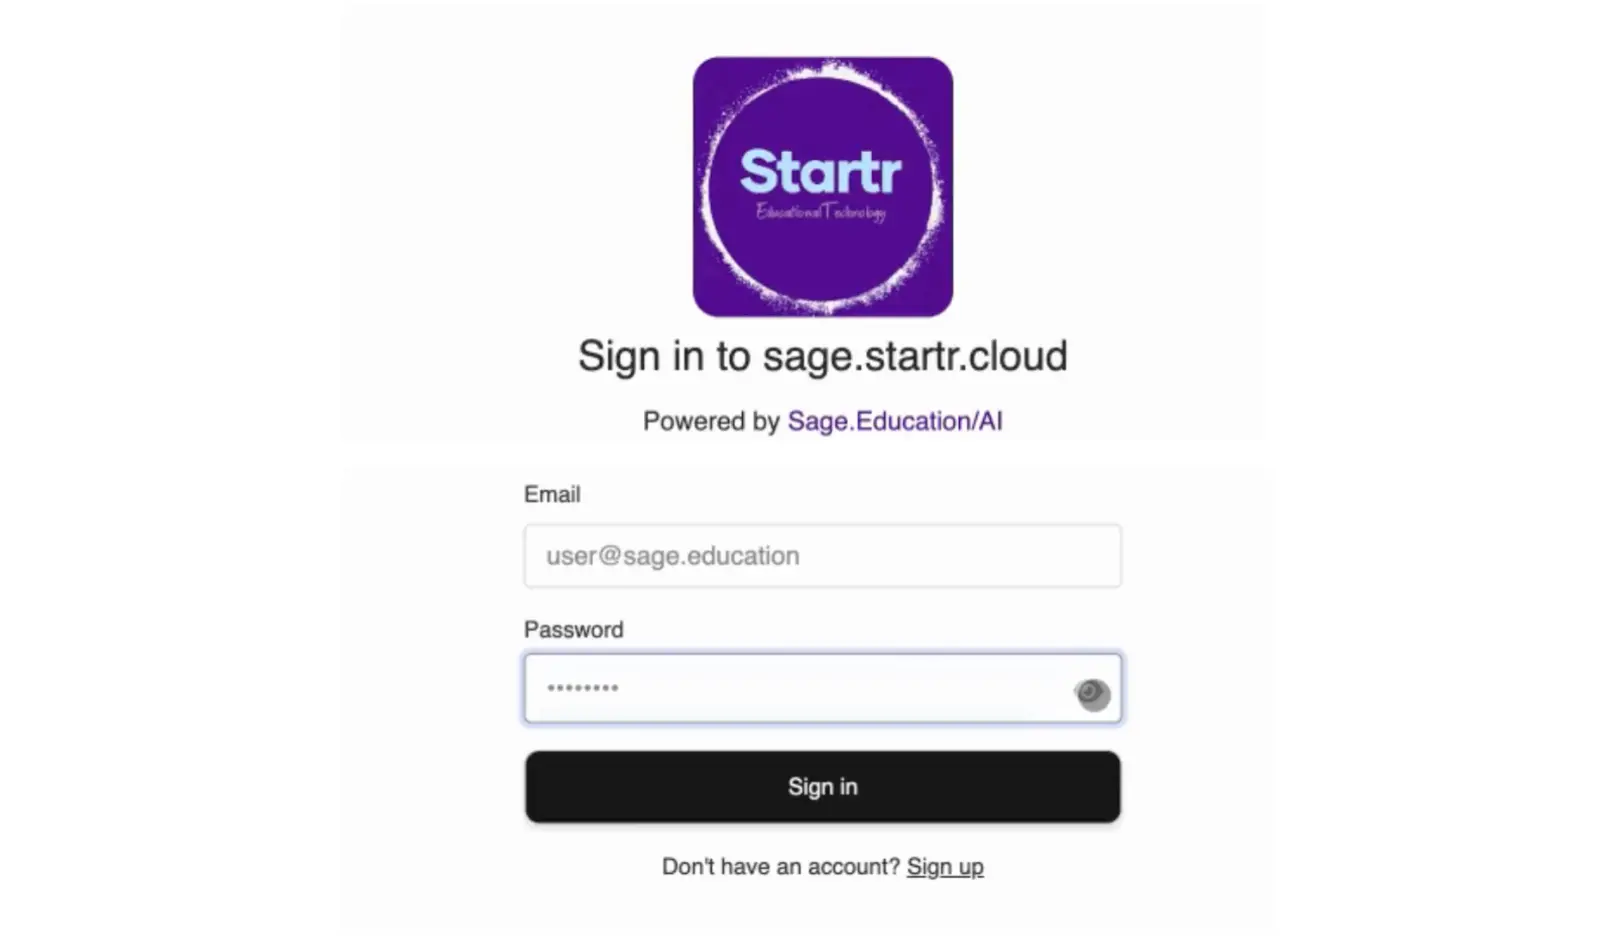 Startr
Educational Technology
Sign in to sage.startr.cloud
Powered by Sage.Education/AI
Email
user@sage.education
Password
••••••••
Sign in
Don't have an account? Sign up